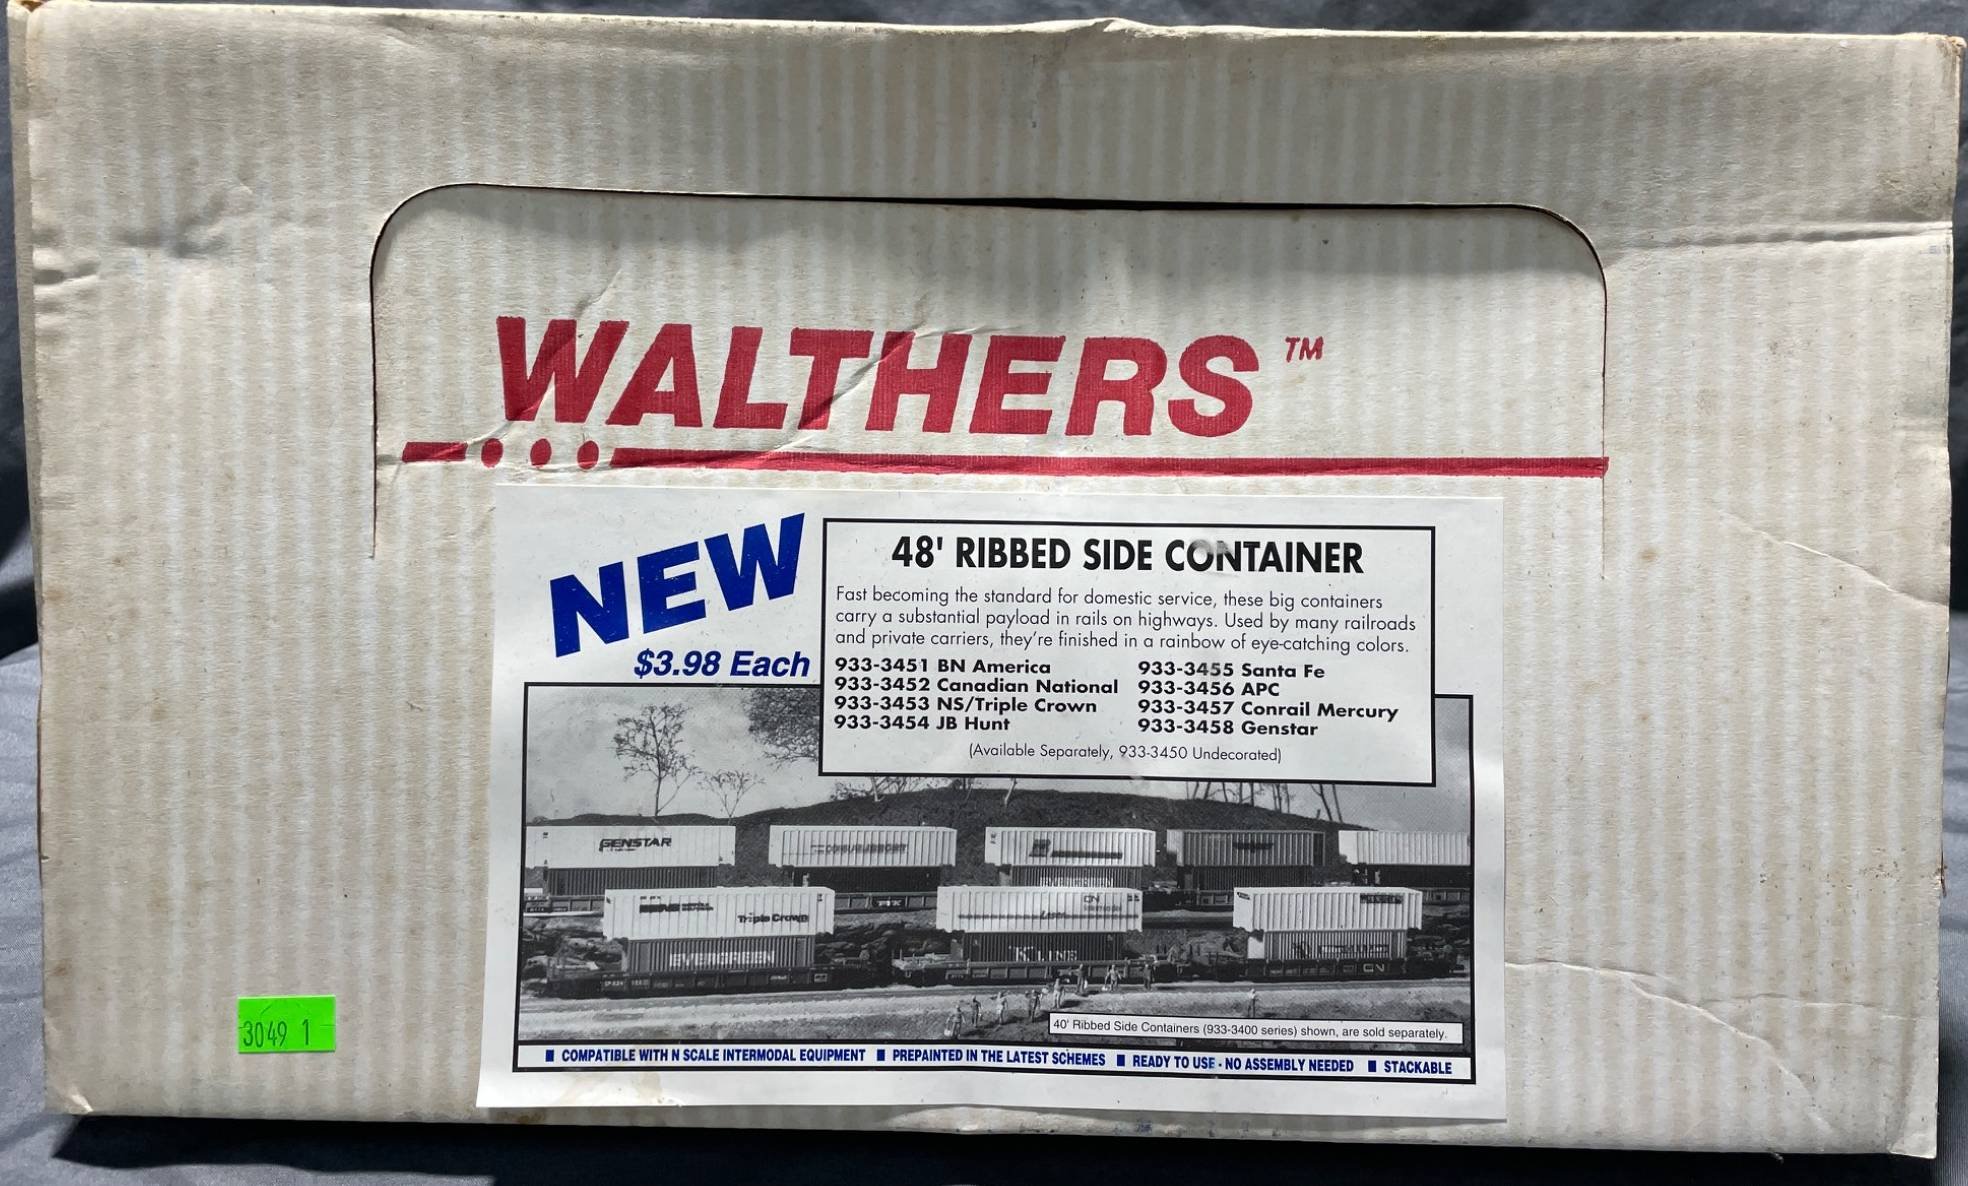 WALTHERS™
NEW
$3.98 Each
48' RIBBED SIDE CONTAINER
Fast becoming the standard for domestic service, these big containers
carry a substantial payload in rails on highways. Used by many railroads
and private carriers, they're finished in a rainbow of eye-catching colors.
933-3451 BN America
933-3452 Canadian National
933-3453 NS/Triple Crown
933-3454 JB Hunt
933-3455 Santa Fe
933-3456 APC
933-3457 Conrail Mercury
933-3458 Genstar
(Available Separately, 933-3450 Undecorated)
GENSTAR
Triple Crown
EVERGREEN
CN
K LINE
CN
40' Ribbed Side Containers (933-3400 series) shown, are sold separately.
■ COMPATIBLE WITH N SCALE INTERMODAL EQUIPMENT ■ PREPAINTED IN THE LATEST SCHEMES ■ READY TO USE - NO ASSEMBLY NEEDED ■ STACKABLE
3049 1